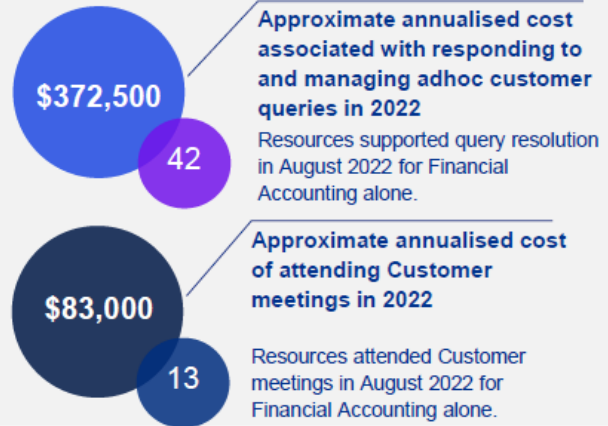 $372,500
42
Approximate annualised cost
associated with responding to
and managing adhoc customer
queries in 2022
Resources supported query resolution
in August 2022 for Financial
Accounting alone.
$83,000
13
Approximate annualised cost
of attending Customer
meetings in 2022
Resources attended Customer
meetings in August 2022 for
Financial Accounting alone.